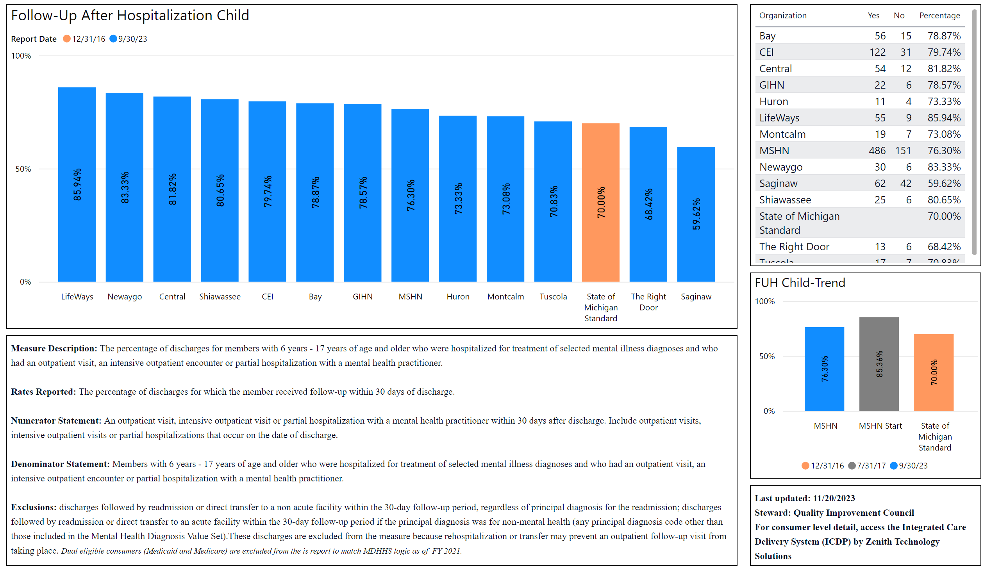 Follow-Up After Hospitalization Child
Report Date 12/31/16 9/30/23
100%
50%
0%
85.94%
83.33%
81.82%
80.65%
79.74%
78.87%
78.57%
76.30%
73.33%
73.08%
70.83%
70.00%
68.42%
59.62%
LifeWays
Newaygo
Central
Shiawassee
CEI
Bay
GIHN
MSHN
Huron
Montcalm
Tuscola
State of
Michigan
Standard
The Right
Door
Saginaw
Organization Yes No Percentage
Bay 56 15 78.87%
CEI 122 31 79.74%
Central 54 12 81.82%
GIHN 22 6 78.57%
Huron 11 4 73.33%
LifeWays 55 9 85.94%
Montcalm 19 7 73.08%
MSHN 486 151 76.30%
Newaygo 30 6 83.33%
Saginaw 62 42 59.62%
Shiawassee 25 6 80.65%
State of Michigan 70.00%
Standard
The Right Door 13 6 68.42%
Tuscola 17 7 70.83%
FUH Child-Trend
100%
50%
0%
76.30%
85.36%
70.00%
MSHN
MSHN Start
State of
Michigan
Standard
12/31/16 7/31/17 9/30/23
Measure Description: The percentage of discharges for members with 6 years - 17 years of age and older who were hospitalized for treatment of selected mental illness diagnoses and who
had an outpatient visit, an intensive outpatient encounter or partial hospitalization with a mental health practitioner.
Rates Reported: The percentage of discharges for which the member received follow-up within 30 days of discharge.
Numerator Statement: An outpatient visit, intensive outpatient visit or partial hospitalization with a mental health practitioner within 30 days after discharge. Include outpatient visits,
intensive outpatient visits or partial hospitalizations that occur on the date of discharge.
Denominator Statement: Members with 6 years - 17 years of age and older who were hospitalized for treatment of selected mental illness diagnoses and who had an outpatient visit, an
intensive outpatient encounter or partial hospitalization with a mental health practitioner.
Exclusions: discharges followed by readmission or direct transfer to a non acute facility within the 30-day follow-up period, regardless of principal diagnosis for the readmission; discharges
followed by readmission or direct transfer to an acute facility within the 30-day follow-up period if the principal diagnosis was for non-mental health (any principal diagnosis code other than
those included in the Mental Health Diagnosis Value Set).These discharges are excluded from the measure because rehospitalization or transfer may prevent an outpatient follow-up visit from
taking place. Dual eligible consumers (Medicaid and Medicare) are excluded from the is report to match MDHHS logic as of FY 2021.
Last updated: 11/20/2023
Steward: Quality Improvement Council
For consumer level detail, access the Integrated Care
Delivery System (ICDP) by Zenith Technology
Solutions